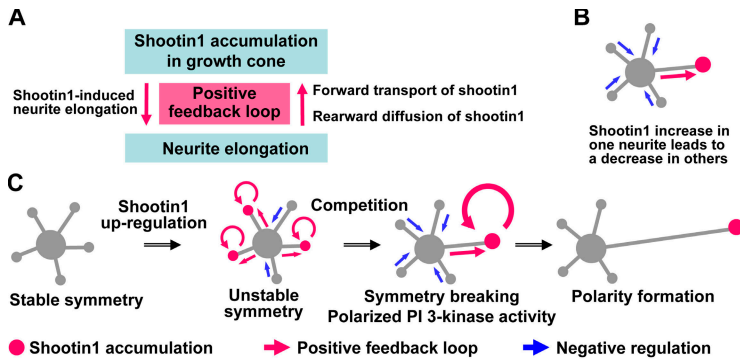 A
Shootin1 accumulation
in growth cone
Shootin1-induced
neurite elongation
Positive
feedback loop
Forward transport of shootin1
Rearward diffusion of shootin1
Neurite elongation
B
Shootin1 increase in
one neurite leads to
a decrease in others
C
Shootin1
up-regulation
Competition
Stable symmetry
Unstable
symmetry
Symmetry breaking
Polarized PI 3-kinase activity
Polarity formation
Shootin1 accumulation
Positive feedback loop
Negative regulation